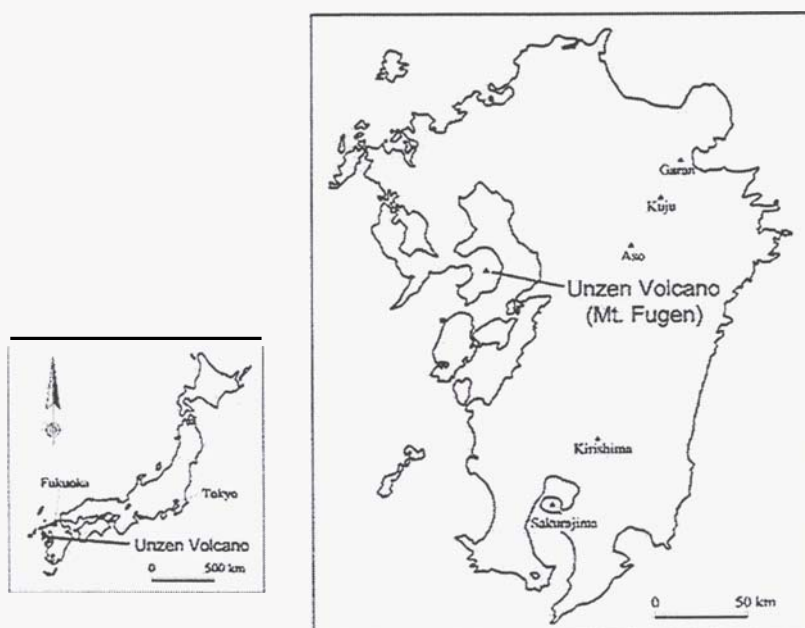 Garan
Kuju
Aso
Unzen Volcano
(Mt. Fugen)
Kirishima
Sakurajima
0 50 km
Fukuoka
Tokyo
Unzen Volcano
0 500 km